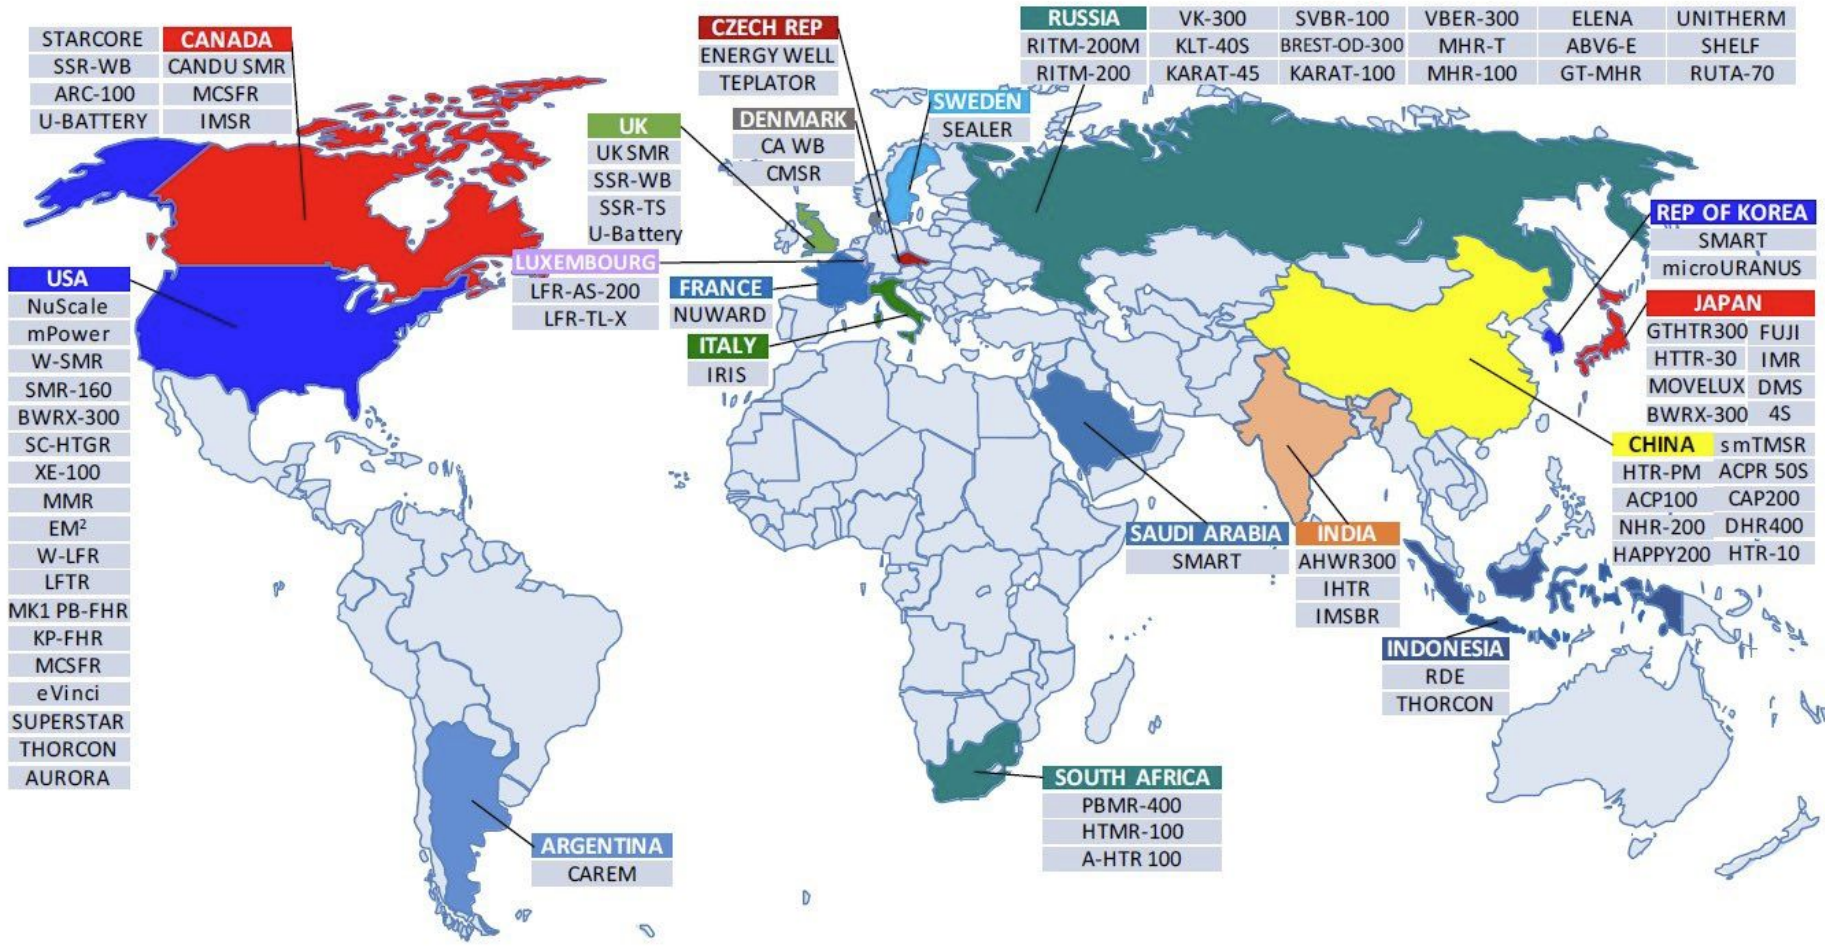 STARCORE
SSR-WB
ARC-100
U-BATTERY
CANADA
CANDU SMR
MCSFR
IMSR
USA
NuScale
mPower
W-SMR
SMR-160
BWRX-300
SC-HTGR
XE-100
MMR
EM²
W-LFR
LFTR
MK1 PB-FHR
KP-FHR
MCSFR
eVinci
SUPERSTAR
THORCON
AURORA
ARGENTINA
CAREM
UK
UK SMR
SSR-WB
SSR-TS
U-Battery
LUXEMBOURG
LFR-AS-200
LFR-TL-X
CZECH REP
ENERGY WELL
TEPLATOR
DENMARK
CA WB
CMSR
SWEDEN
SEALER
FRANCE
NUWARD
ITALY
IRIS
RUSSIA VK-300 SVBR-100 VBER-300 ELENA UNITHERM
RITM-200M KLT-40S BREST-OD-300 MHR-T ABV6-E SHELF
RITM-200 KARAT-45 KARAT-100 MHR-100 GT-MHR RUTA-70
REP OF KOREA
SMART
microURANUS
JAPAN
GTHTR300 FUJI
HTTR-30 IMR
MOVELUX DMS
BWRX-300 4S
CHINA smTMSR
HTR-PM ACPR 50S
ACP100 CAP200
NHR-200 DHR400
HAPPY200 HTR-10
SAUDI ARABIA
SMART
INDIA
AHWR300
IHTR
IMSBR
INDONESIA
RDE
THORCON
SOUTH AFRICA
PBMR-400
HTMR-100
A-HTR 100